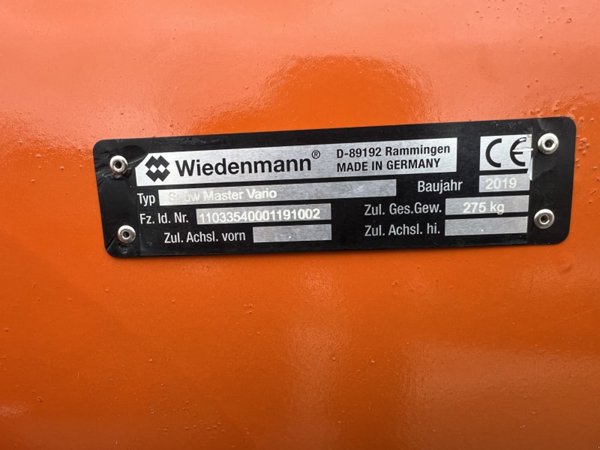 Wiedenmann®
D-89192 Rammingen
MADE IN GERMANY
CE
Typ Snow Master Vario
Baujahr 2019
Fz. Id. Nr. 11033540001191002
Zul. Ges.Gew. 275 kg
Zul. Achsl. vorn
Zul. Achsl. hi.